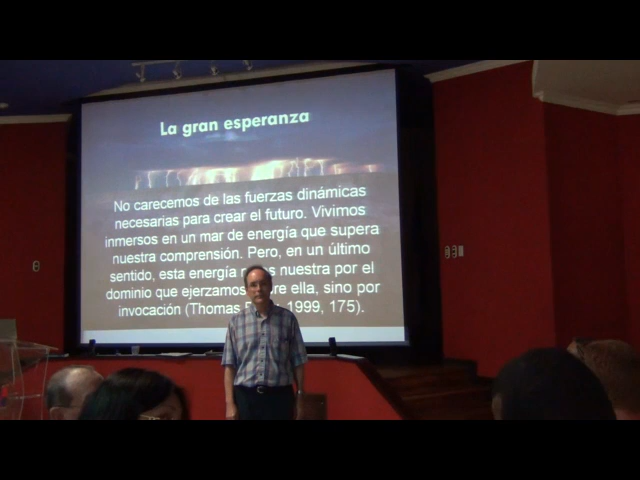 La gran esperanza
No carecemos de las fuerzas dinámicas
necesarias para crear el futuro. Vivimos
inmersos en un mar de energía que supera
nuestra comprensión. Pero, en un último
sentido, esta energía nuestra por el
dominio que ejerzamos ella, sino por
invocación (Thomas 1999, 175).